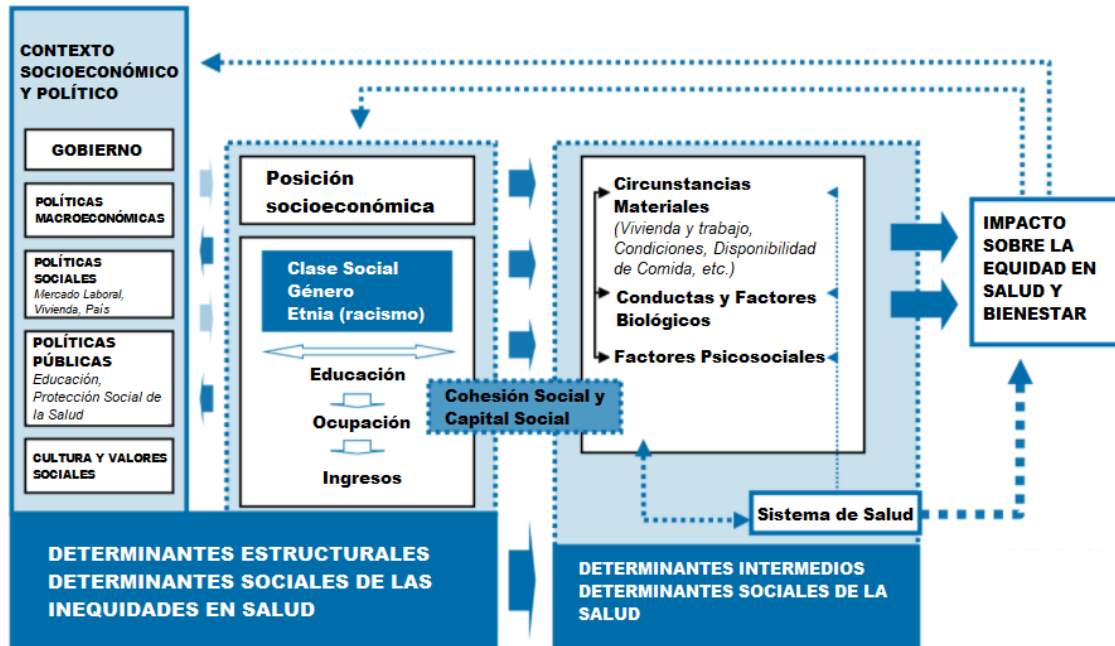 CONTEXTO
SOCIOECONÓMICO
Y POLÍTICO
GOBIERNO
POLÍTICAS
MACROECONÓMICAS
POLÍTICAS
SOCIALES
Mercado Laboral,
Vivienda, País
POLÍTICAS
PÚBLICAS
Educación,
Protección Social de
la Salud
CULTURA Y VALORES
SOCIALES
Posición
socioeconómica
Clase Social
Género
Etnia (racismo)
Educación
Ocupación
Ingresos
Cohesión Social y
Capital Social
Circunstancias
Materiales
(Vivienda y trabajo,
Condiciones, Disponibilidad
de Comida, etc.)
Conductas y Factores
Biológicos
Factores Psicosociales
Sistema de Salud
IMPACTO
SOBRE LA
EQUIDAD EN
SALUD Y
BIENESTAR
DETERMINANTES ESTRUCTURALES
DETERMINANTES SOCIALES DE LAS
INEQUIDADES EN SALUD
DETERMINANTES INTERMEDIOS
DETERMINANTES SOCIALES DE LA
SALUD